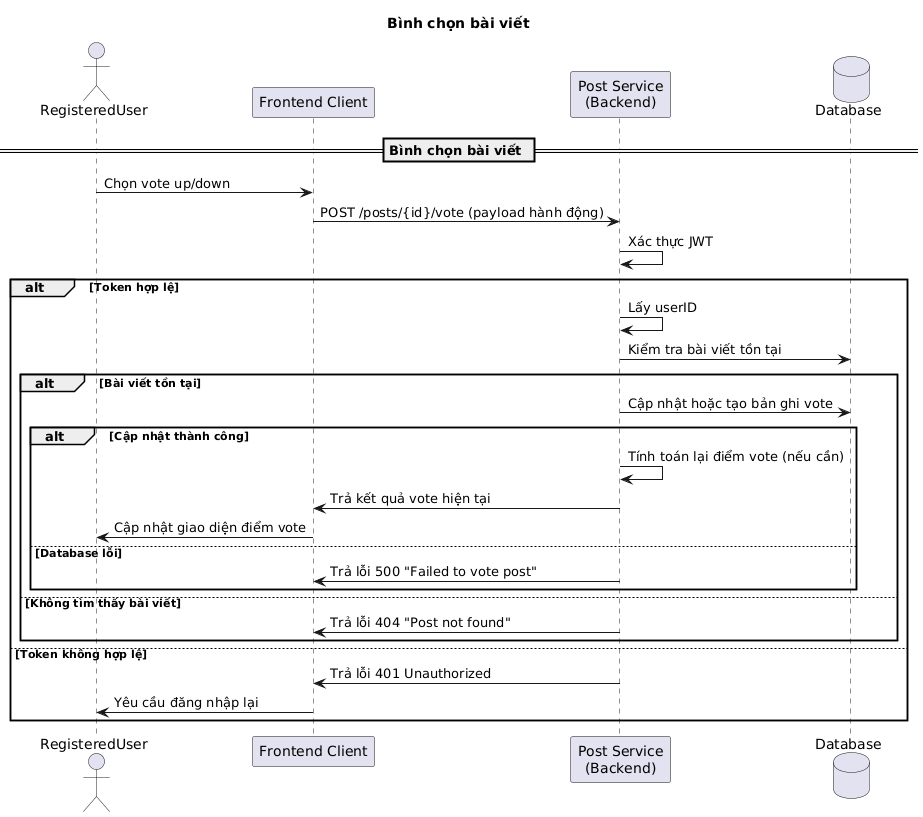 Bình chọn bài viết
RegisteredUser
Frontend Client
Post Service
(Backend)
Database
Bình chọn bài viết
Chọn vote up/down
POST /posts/{id}/vote (payload hành động)
Xác thực JWT
alt [Token hợp lệ]
Lấy userID
Kiểm tra bài viết tồn tại
alt [Bài viết tồn tại]
Cập nhật hoặc tạo bản ghi vote
alt [Cập nhật thành công]
Tính toán lại điểm vote (nếu cần)
Trả kết quả vote hiện tại
Cập nhật giao diện điểm vote
[Database lỗi]
Trả lỗi 500 "Failed to vote post"
[Không tìm thấy bài viết]
Trả lỗi 404 "Post not found"
[Token không hợp lệ]
Trả lỗi 401 Unauthorized
Yêu cầu đăng nhập lại
RegisteredUser
Frontend Client
Post Service
(Backend)
Database